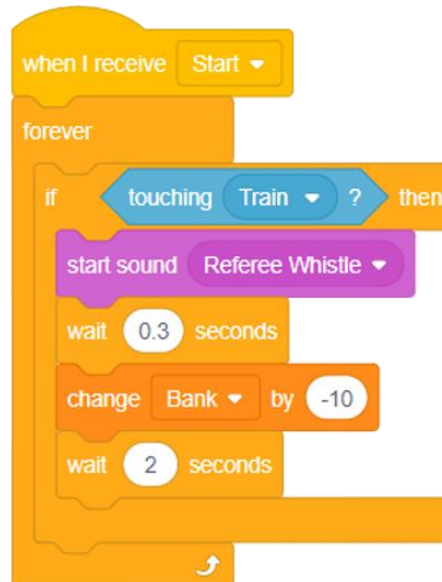 when I receive Start
forever
if touching Train ? then
start sound Referee Whistle
wait 0.3 seconds
change Bank by -10
wait 2 seconds